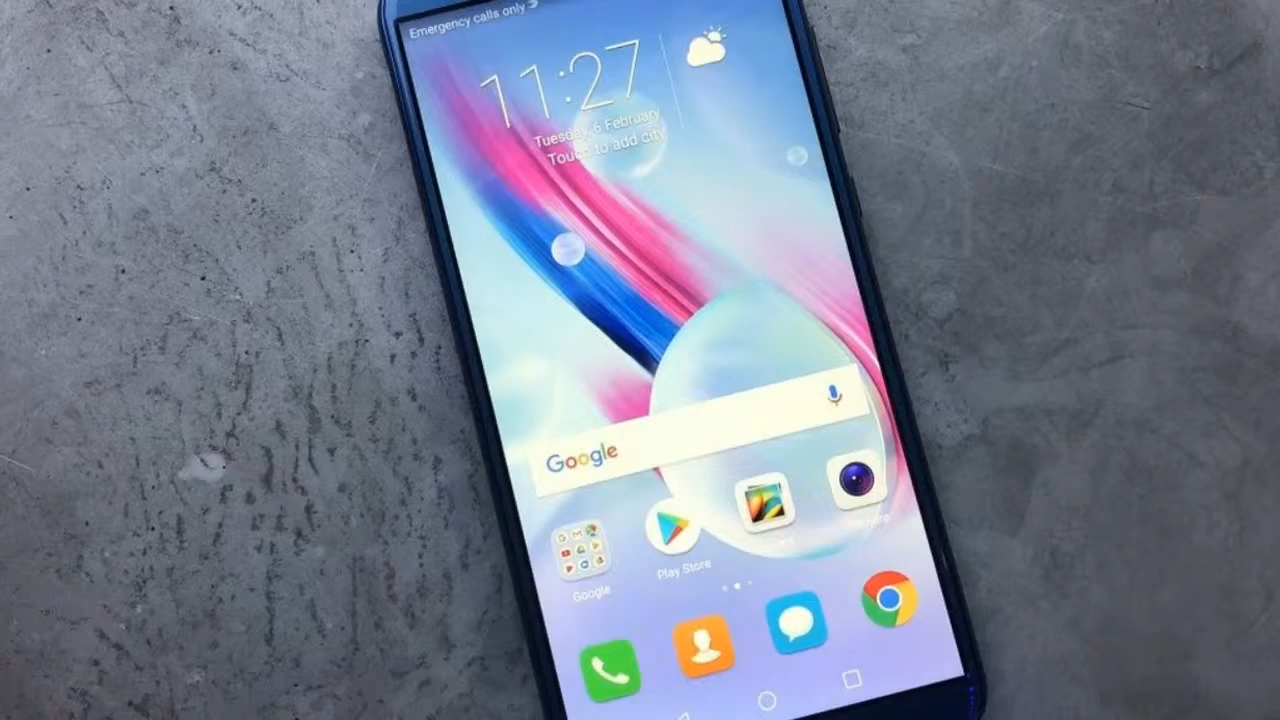 Emergency calls only
11:27
Tuesday, 6 February
Touch to add city
Google
Google
Play Store